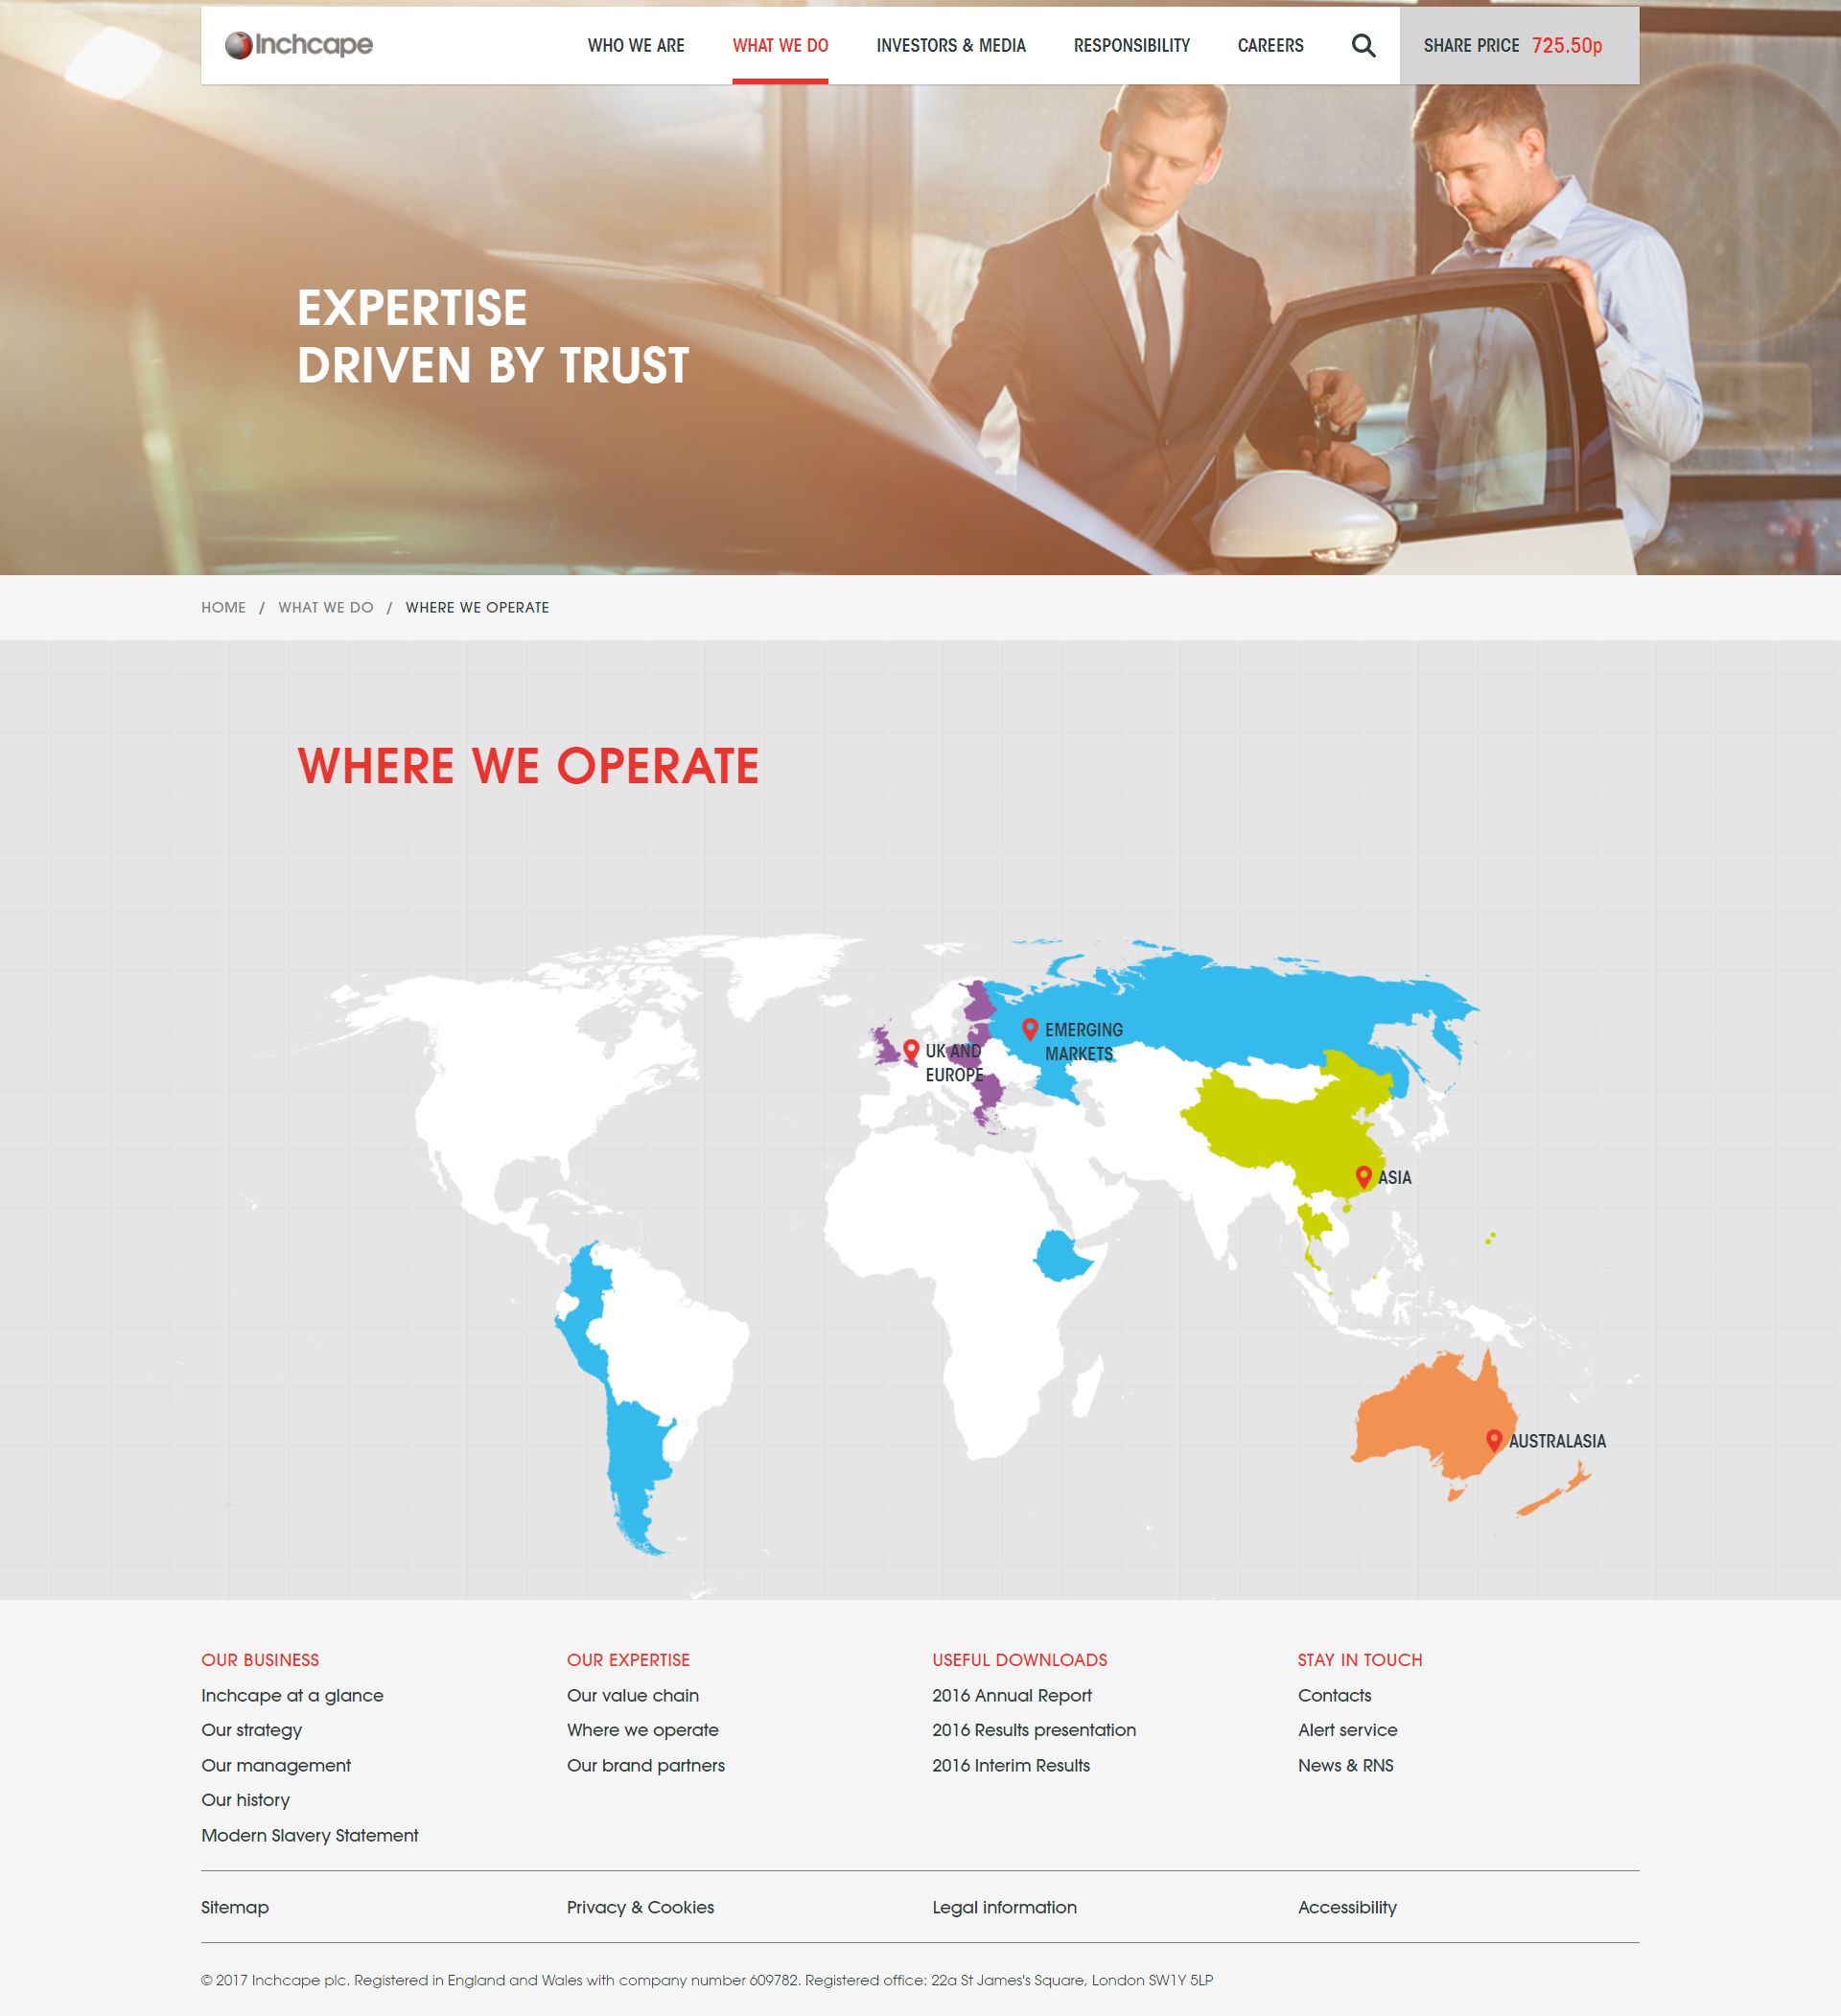 Inchcape
WHO WE ARE
WHAT WE DO
INVESTORS & MEDIA
RESPONSIBILITY
CAREERS
SHARE PRICE 725.50p
EXPERTISE
DRIVEN BY TRUST
HOME / WHAT WE DO / WHERE WE OPERATE
WHERE WE OPERATE
EMERGING
MARKETS
UK AND
EUROPE
ASIA
AUSTRALASIA
OUR BUSINESS
Inchcape at a glance
Our strategy
Our management
Our history
Modern Slavery Statement
OUR EXPERTISE
Our value chain
Where we operate
Our brand partners
USEFUL DOWNLOADS
2016 Annual Report
2016 Results presentation
2016 Interim Results
STAY IN TOUCH
Contacts
Alert service
News & RNS
Sitemap
Privacy & Cookies
Legal information
Accessibility
© 2017 Inchcape plc. Registered in England and Wales with company number 609782. Registered office: 22a St James's Square, London SW1Y 5LP